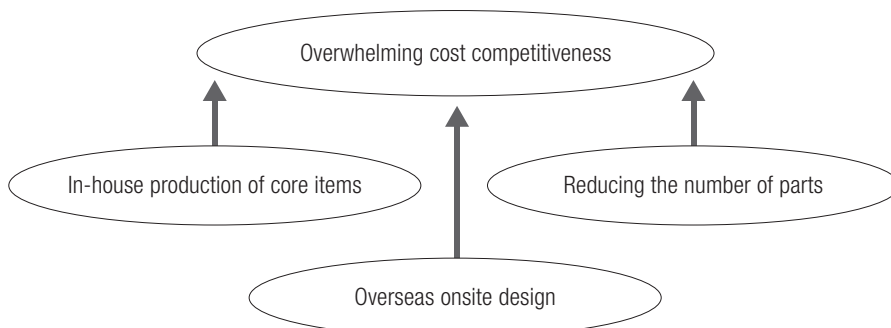 Overwhelming cost competitiveness
In-house production of core items
Reducing the number of parts
Overseas onsite design